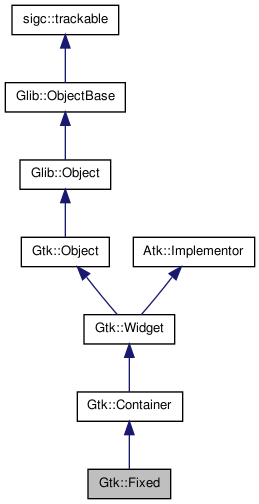 sigc::trackable
Glib::ObjectBase
Glib::Object
Gtk::Object
Atk::Implementor
Gtk::Widget
Gtk::Container
Gtk::Fixed